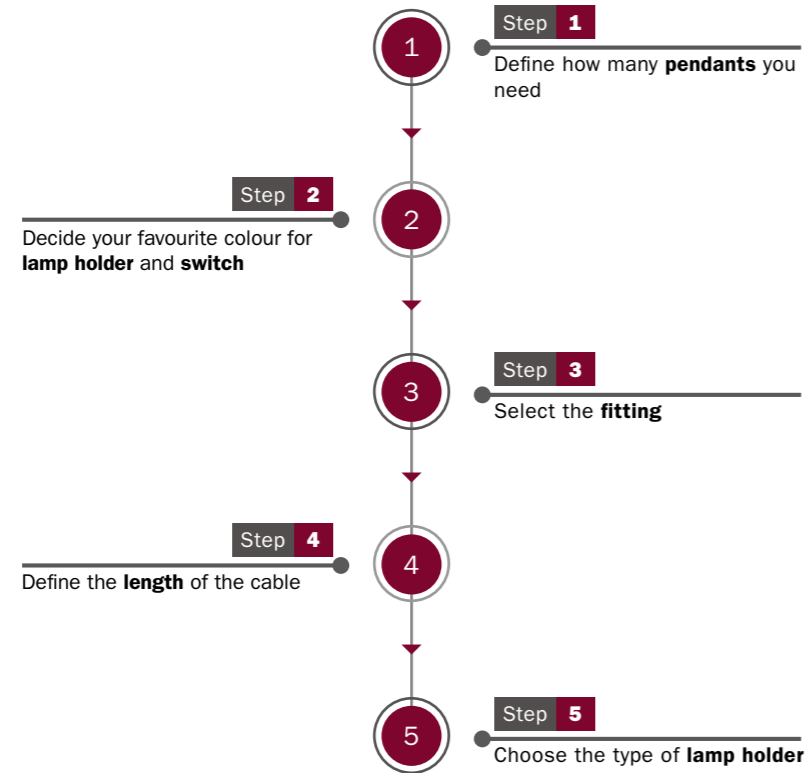 1
Step 1
Define how many pendants you
need
Step 2
2
Decide your favourite colour for
lamp holder and switch
3
Step 3
Select the fitting
Step 4
4
Define the length of the cable
5
Step 5
Choose the type of lamp holder